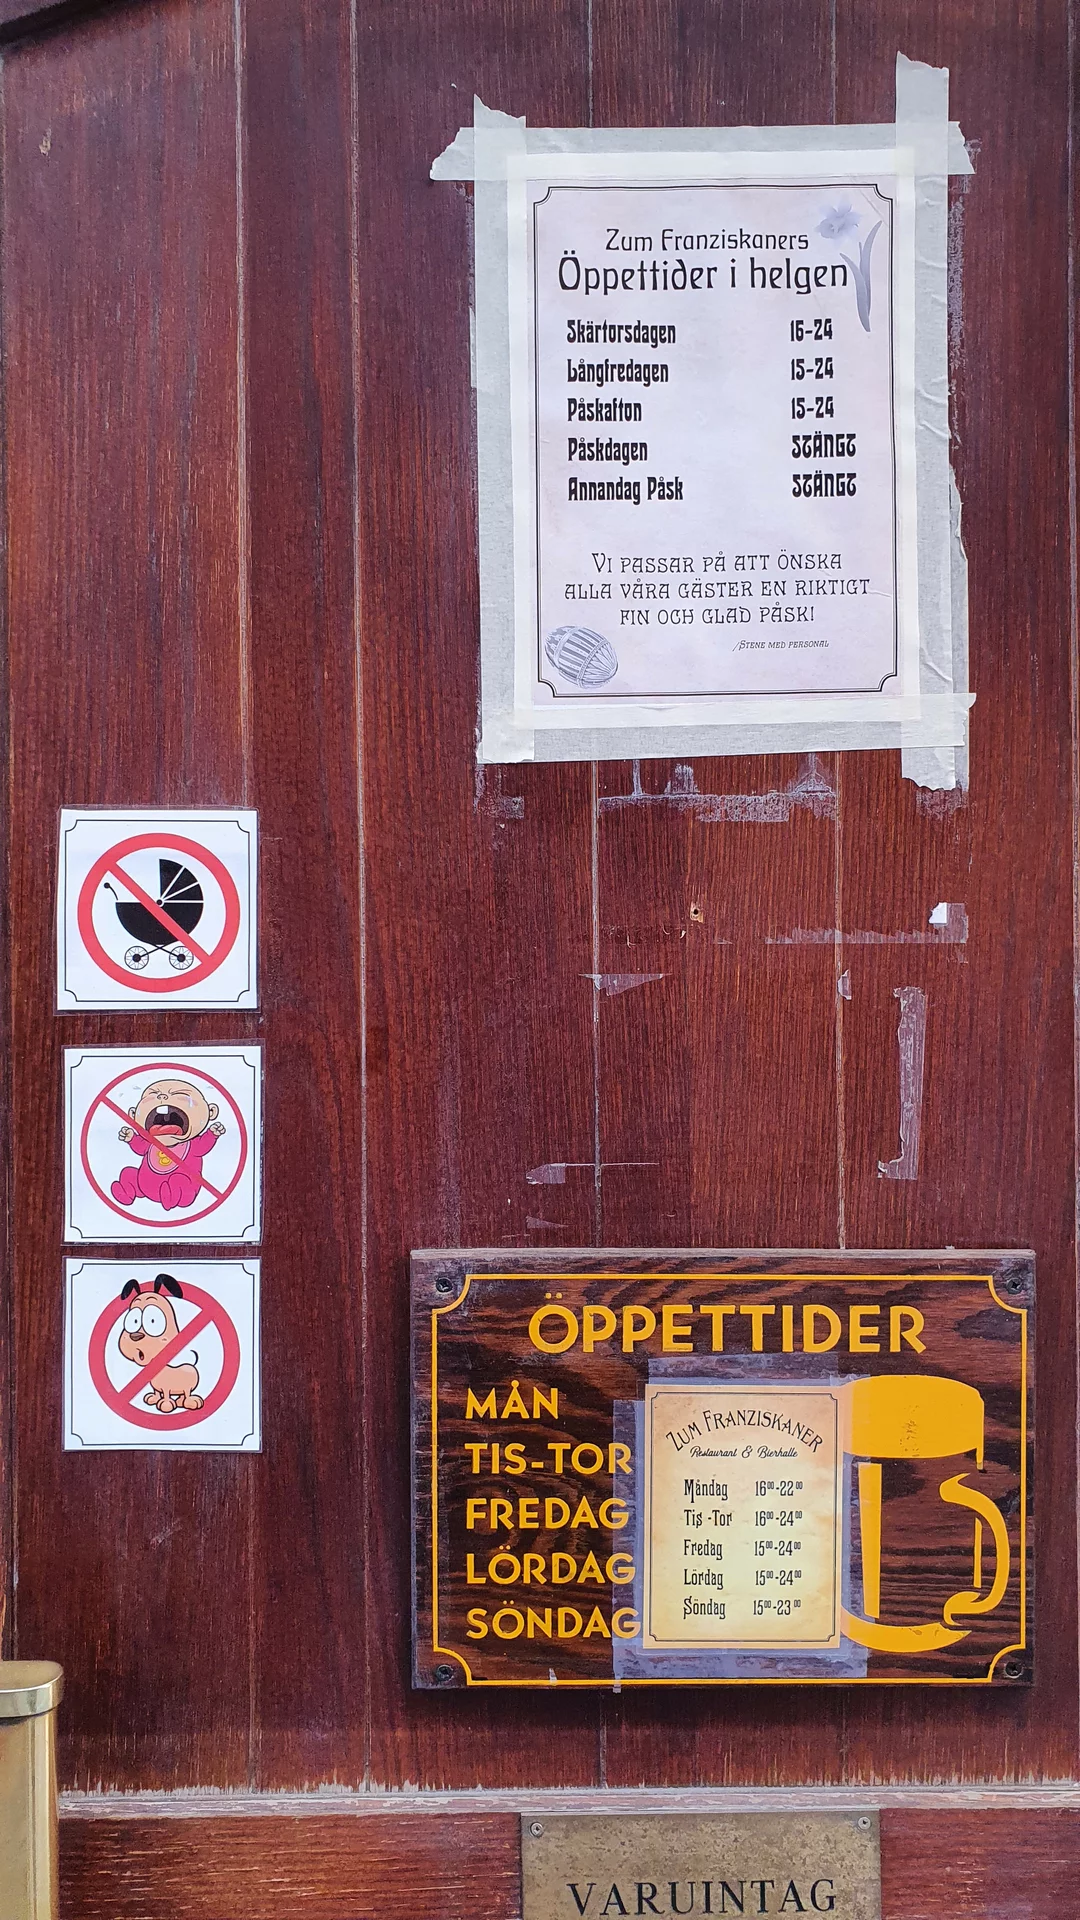 Zum Franziskaners
Öppettider i helgen
Skärtorsdagen 16-24
Långfredagen 15-24
Påskafton 15-24
Påskdagen STÄNGT
Annandag Påsk STÄNGT
VI PASSAR PÅ ATT ÖNSKA
ALLA VÅRA GÄSTER EN RIKTIGT
FIN OCH GLAD PÅSK!
/STENE MED PERSONAL
ÖPPETTIDER
MÅN
TIS-TOR
FREDAG
LÖRDAG
SÖNDAG
ZUM FRANZISKANER
Restaurant & Bierhalle
Måndag 16⁰⁰-22⁰⁰
Tis-Tor 16⁰⁰-24⁰⁰
Fredag 15⁰⁰-24⁰⁰
Lördag 15⁰⁰-24⁰⁰
Söndag 15⁰⁰-23⁰⁰
VARUINTAG